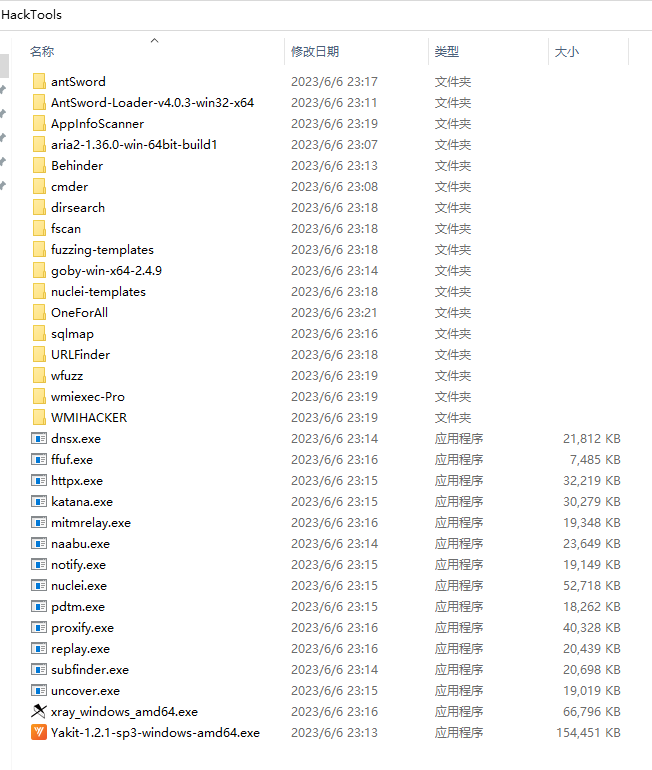 HackTools
名称 修改日期 类型 大小
antSword 2023/6/6 23:17 文件夹
AntSword-Loader-v4.0.3-win32-x64 2023/6/6 23:11 文件夹
AppInfoScanner 2023/6/6 23:19 文件夹
aria2-1.36.0-win-64bit-build1 2023/6/6 23:07 文件夹
Behinder 2023/6/6 23:13 文件夹
cmder 2023/6/6 23:08 文件夹
dirsearch 2023/6/6 23:18 文件夹
fscan 2023/6/6 23:18 文件夹
fuzzing-templates 2023/6/6 23:18 文件夹
goby-win-x64-2.4.9 2023/6/6 23:14 文件夹
nuclei-templates 2023/6/6 23:18 文件夹
OneForAll 2023/6/6 23:21 文件夹
sqlmap 2023/6/6 23:16 文件夹
URLFinder 2023/6/6 23:18 文件夹
wfuzz 2023/6/6 23:19 文件夹
wmiexec-Pro 2023/6/6 23:19 文件夹
WMIHACKER 2023/6/6 23:19 文件夹
dnsx.exe 2023/6/6 23:14 应用程序 21,812 KB
ffuf.exe 2023/6/6 23:16 应用程序 7,485 KB
httpx.exe 2023/6/6 23:15 应用程序 32,219 KB
katana.exe 2023/6/6 23:15 应用程序 30,279 KB
mitmrelay.exe 2023/6/6 23:16 应用程序 19,348 KB
naabu.exe 2023/6/6 23:14 应用程序 23,649 KB
notify.exe 2023/6/6 23:15 应用程序 19,149 KB
nuclei.exe 2023/6/6 23:15 应用程序 52,718 KB
pdtm.exe 2023/6/6 23:15 应用程序 18,262 KB
proxify.exe 2023/6/6 23:16 应用程序 40,328 KB
replay.exe 2023/6/6 23:16 应用程序 20,439 KB
subfinder.exe 2023/6/6 23:14 应用程序 20,698 KB
uncover.exe 2023/6/6 23:15 应用程序 19,019 KB
xray_windows_amd64.exe 2023/6/6 23:16 应用程序 66,796 KB
Yakit-1.2.1-sp3-windows-amd64.exe 2023/6/6 23:13 应用程序 154,451 KB